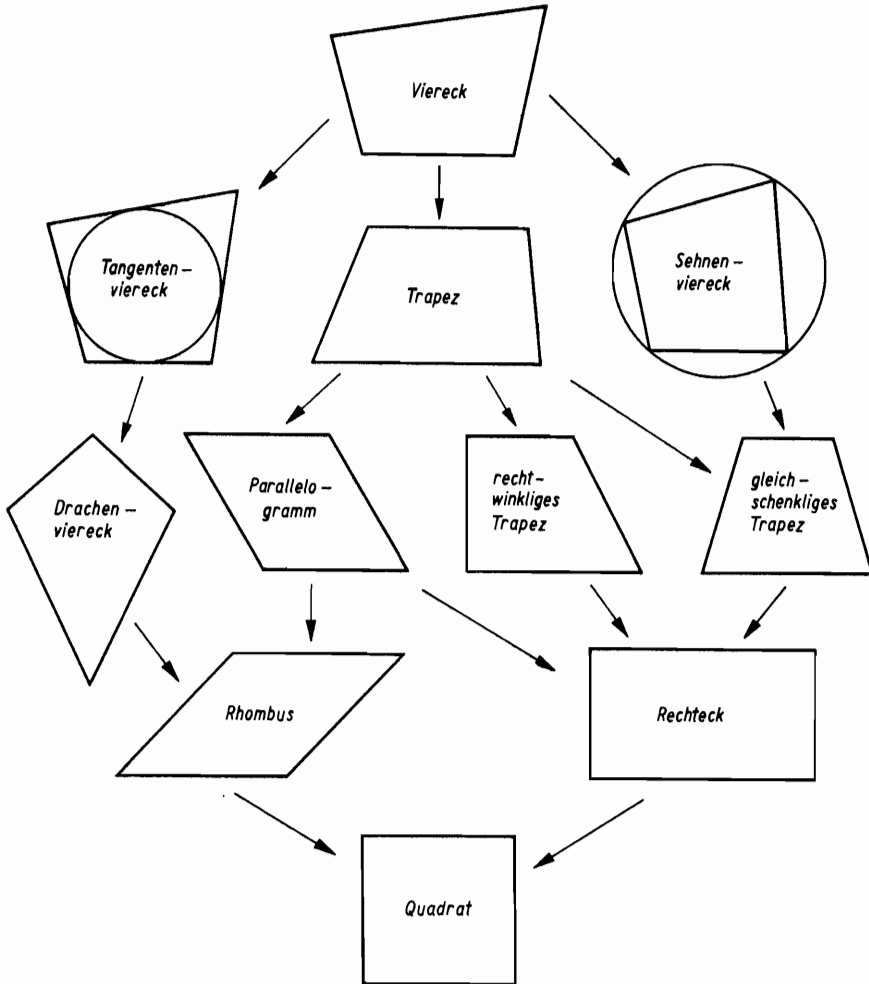 Viereck
Tangenten-
viereck
Trapez
Sehnen-
viereck
Drachen-
viereck
Parallelo-
gramm
recht-
winkliges
Trapez
gleich-
schenkliges
Trapez
Rhombus
Rechteck
Quadrat